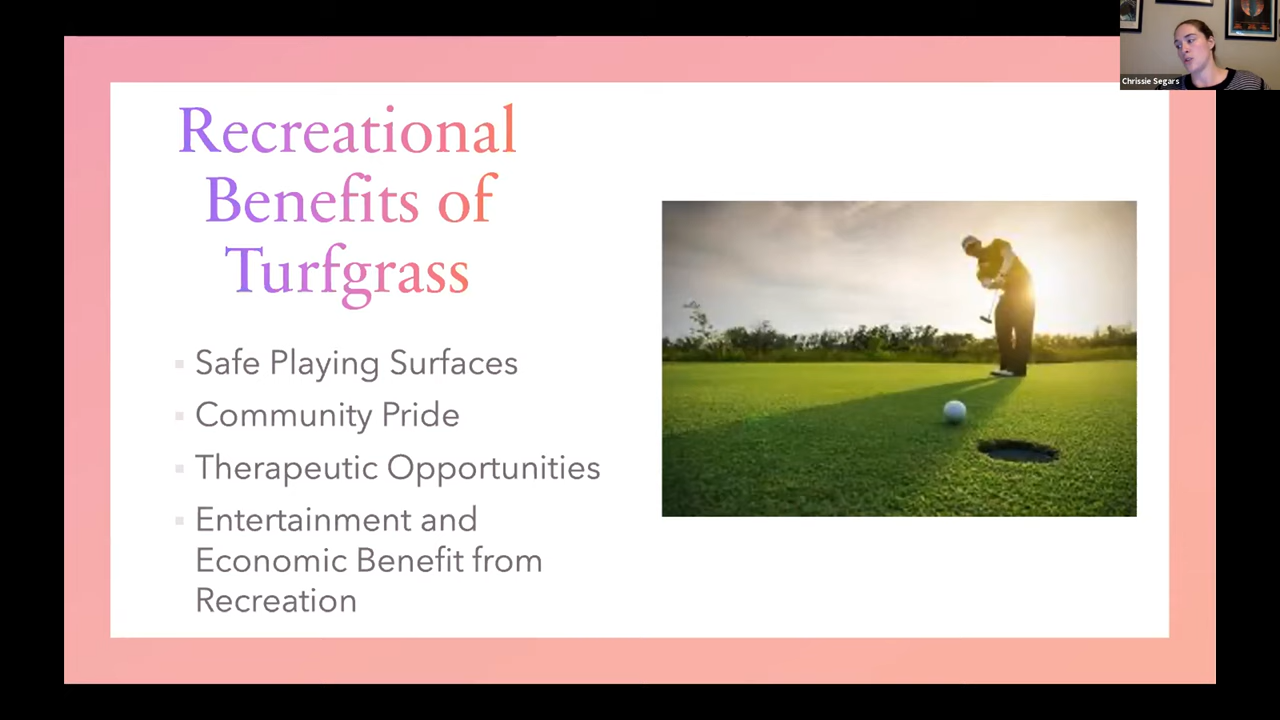 Chrissie Segars
Recreational
Benefits of
Turfgrass
Safe Playing Surfaces
Community Pride
Therapeutic Opportunities
Entertainment and
Economic Benefit from
Recreation